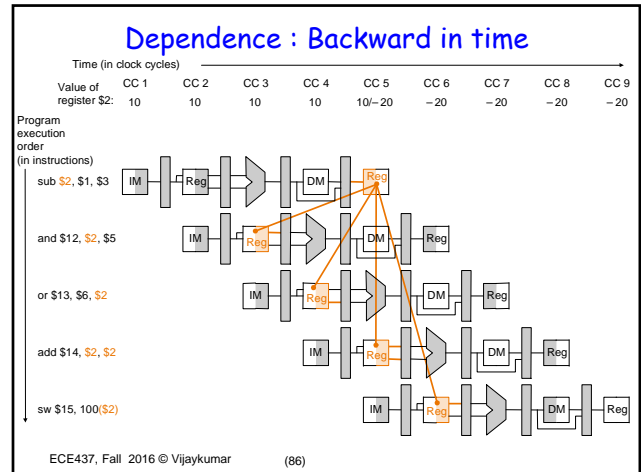 Dependence : Backward in time
Time (in clock cycles)
CC 1 CC 2 CC 3 CC 4 CC 5 CC 6 CC 7 CC 8 CC 9
Value of
register $2: 10 10 10 10 10/– 20 – 20 – 20 – 20 – 20
Program
execution
order
(in instructions)
sub $2, $1, $3 IM Reg DM Reg
and $12, $2, $5 IM Reg DM Reg
or $13, $6, $2 IM Reg DM Reg
add $14, $2, $2 IM Reg DM Reg
sw $15, 100($2) IM Reg DM Reg
ECE437, Fall 2016 © Vijaykumar (86)